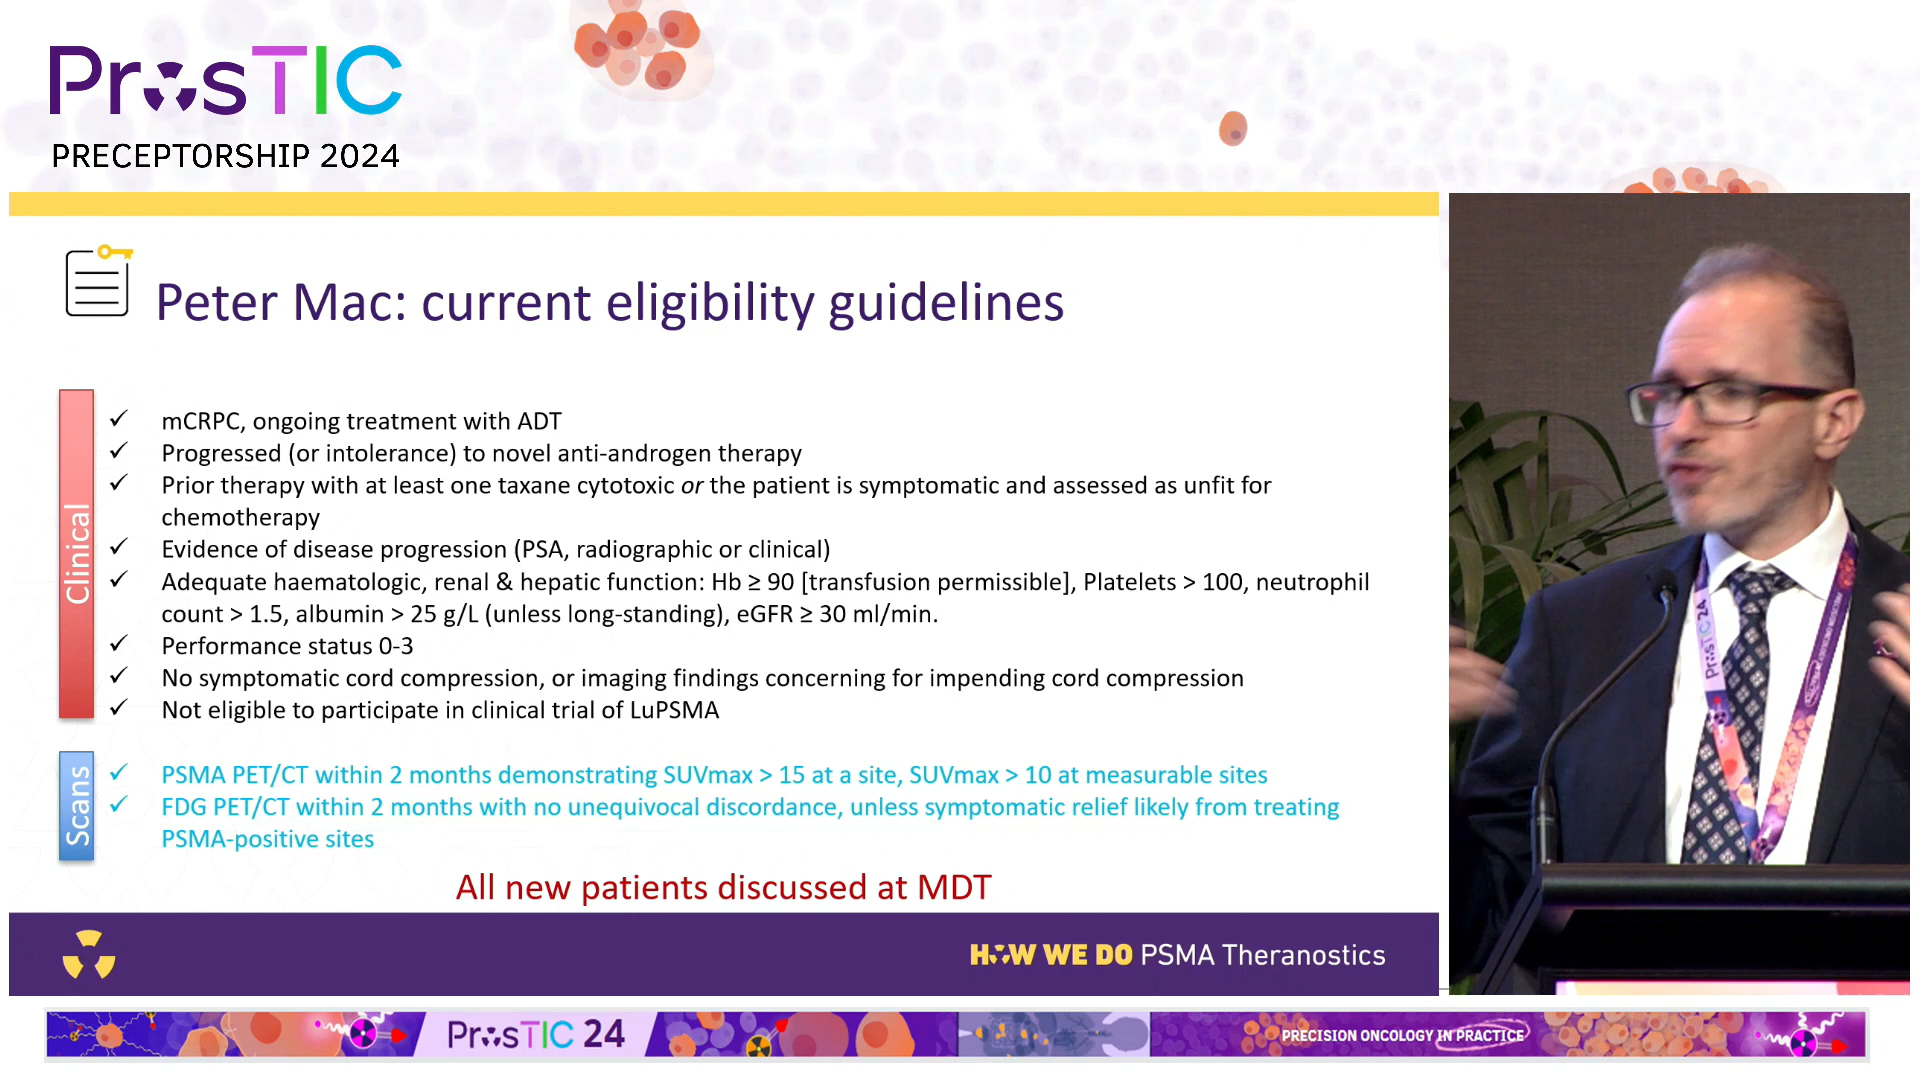 ProsTIC
PRECEPTORSHIP 2024
Peter Mac: current eligibility guidelines
Clinical
✓ mCRPC, ongoing treatment with ADT
✓ Progressed (or intolerance) to novel anti-androgen therapy
✓ Prior therapy with at least one taxane cytotoxic or the patient is symptomatic and assessed as unfit for
chemotherapy
✓ Evidence of disease progression (PSA, radiographic or clinical)
✓ Adequate haematologic, renal & hepatic function: Hb ≥ 90 [transfusion permissible], Platelets > 100, neutrophil
count > 1.5, albumin > 25 g/L (unless long-standing), eGFR ≥ 30 ml/min.
✓ Performance status 0-3
✓ No symptomatic cord compression, or imaging findings concerning for impending cord compression
✓ Not eligible to participate in clinical trial of LuPSMA
Scans
✓ PSMA PET/CT within 2 months demonstrating SUVmax > 15 at a site, SUVmax > 10 at measurable sites
✓ FDG PET/CT within 2 months with no unequivocal discordance, unless symptomatic relief likely from treating
PSMA-positive sites
All new patients discussed at MDT
HOW WE DO PSMA Theranostics
ProsTIC 24
PRECISION ONCOLOGY IN PRACTICE
ProsTIC 24